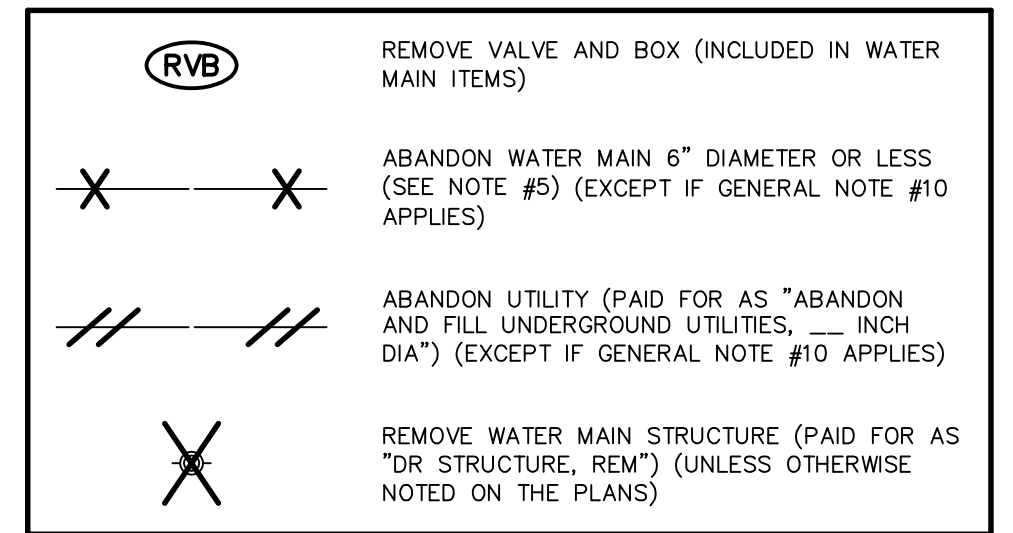 RVB
REMOVE VALVE AND BOX (INCLUDED IN WATER
MAIN ITEMS)
ABANDON WATER MAIN 6" DIAMETER OR LESS
(SEE NOTE #5) (EXCEPT IF GENERAL NOTE #10
APPLIES)
ABANDON UTILITY (PAID FOR AS "ABANDON
AND FILL UNDERGROUND UTILITIES, __ INCH
DIA") (EXCEPT IF GENERAL NOTE #10 APPLIES)
REMOVE WATER MAIN STRUCTURE (PAID FOR AS
"DR STRUCTURE, REM") (UNLESS OTHERWISE
NOTED ON THE PLANS)